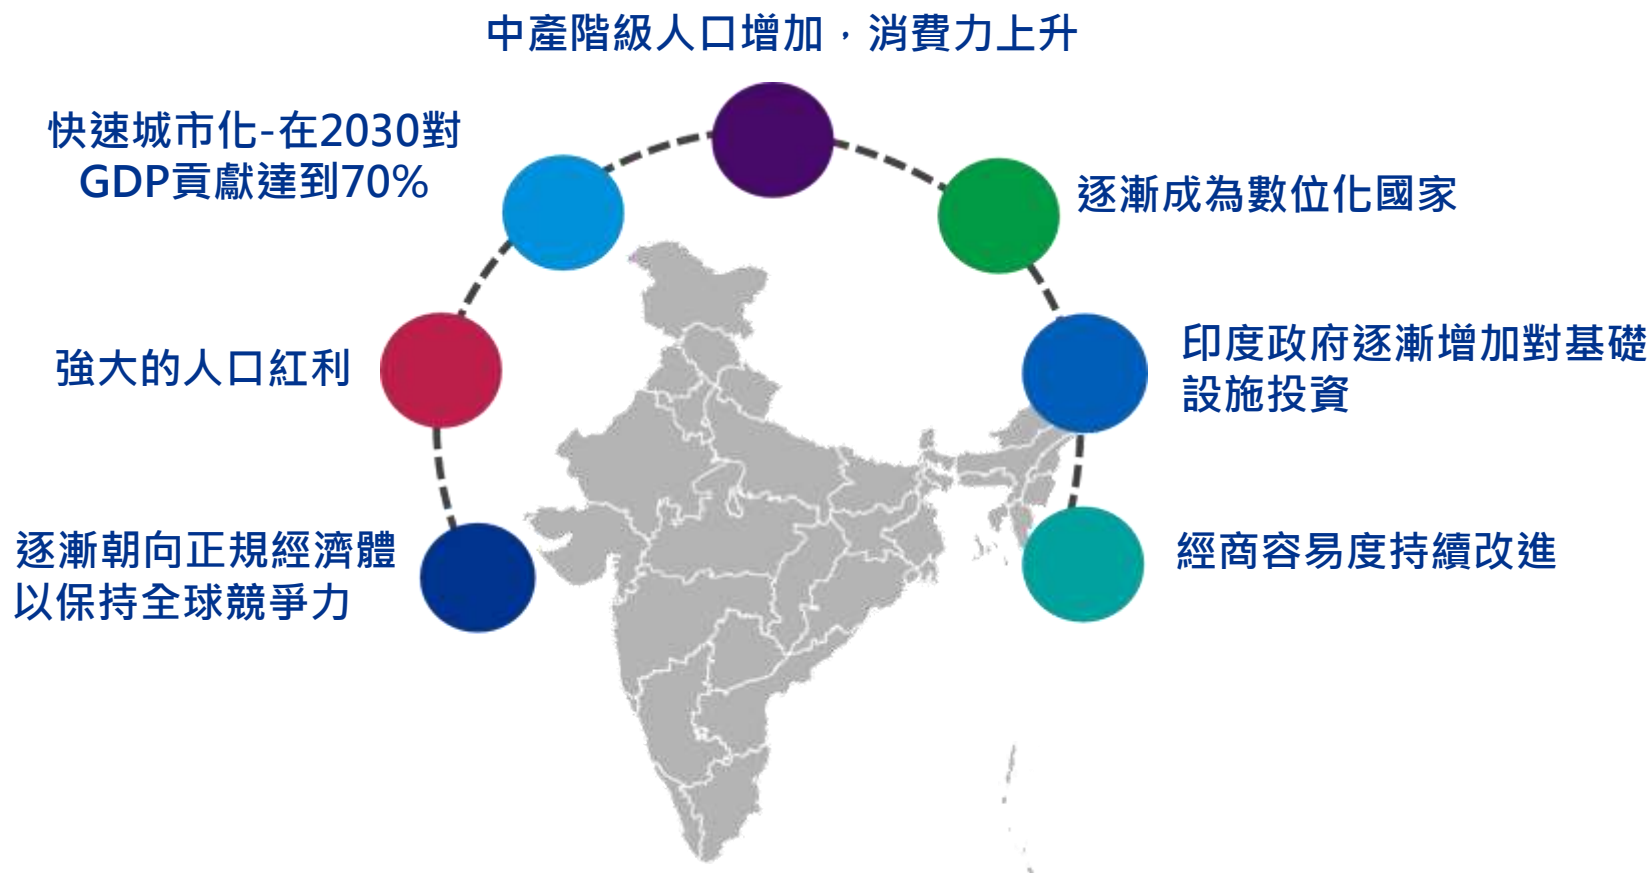 中產階級人口增加，消費力上升
快速城市化-在2030對
GDP貢獻達到70%
逐漸成為數位化國家
強大的人口紅利
印度政府逐漸增加對基礎
設施投資
逐漸朝向正規經濟體
以保持全球競爭力
經商容易度持續改進